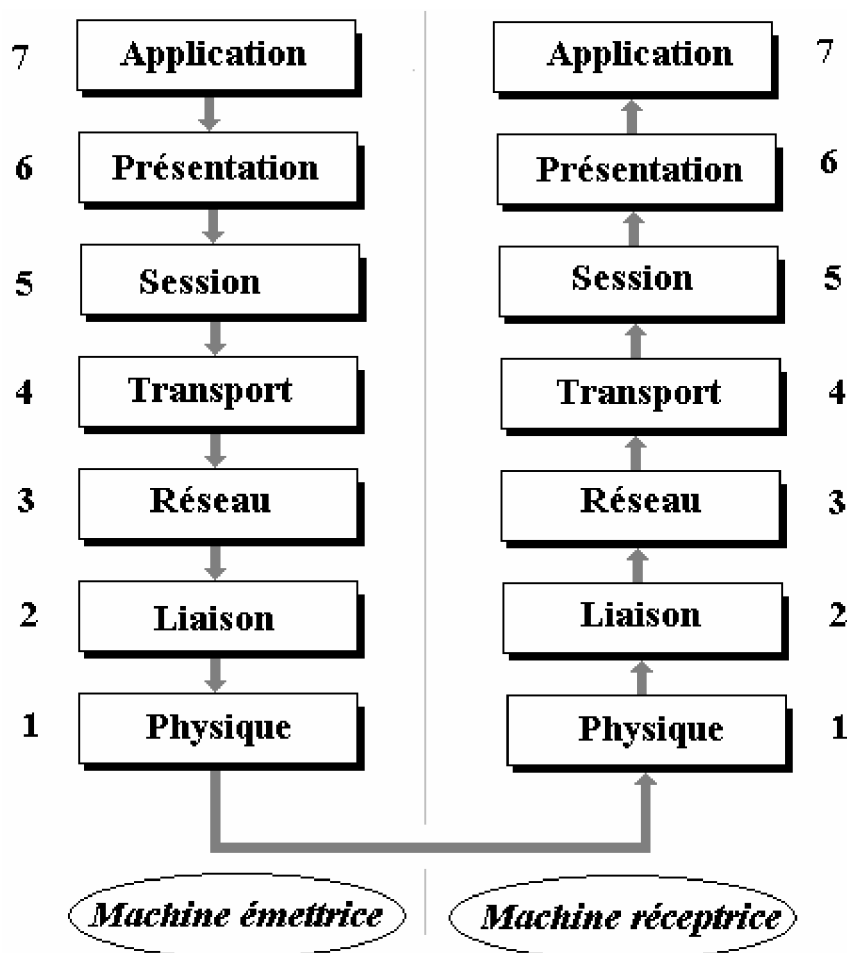 7 Application Application 7
6 Présentation Présentation 6
5 Session Session 5
4 Transport Transport 4
3 Réseau Réseau 3
2 Liaison Liaison 2
1 Physique Physique 1
Machine émettrice Machine réceptrice